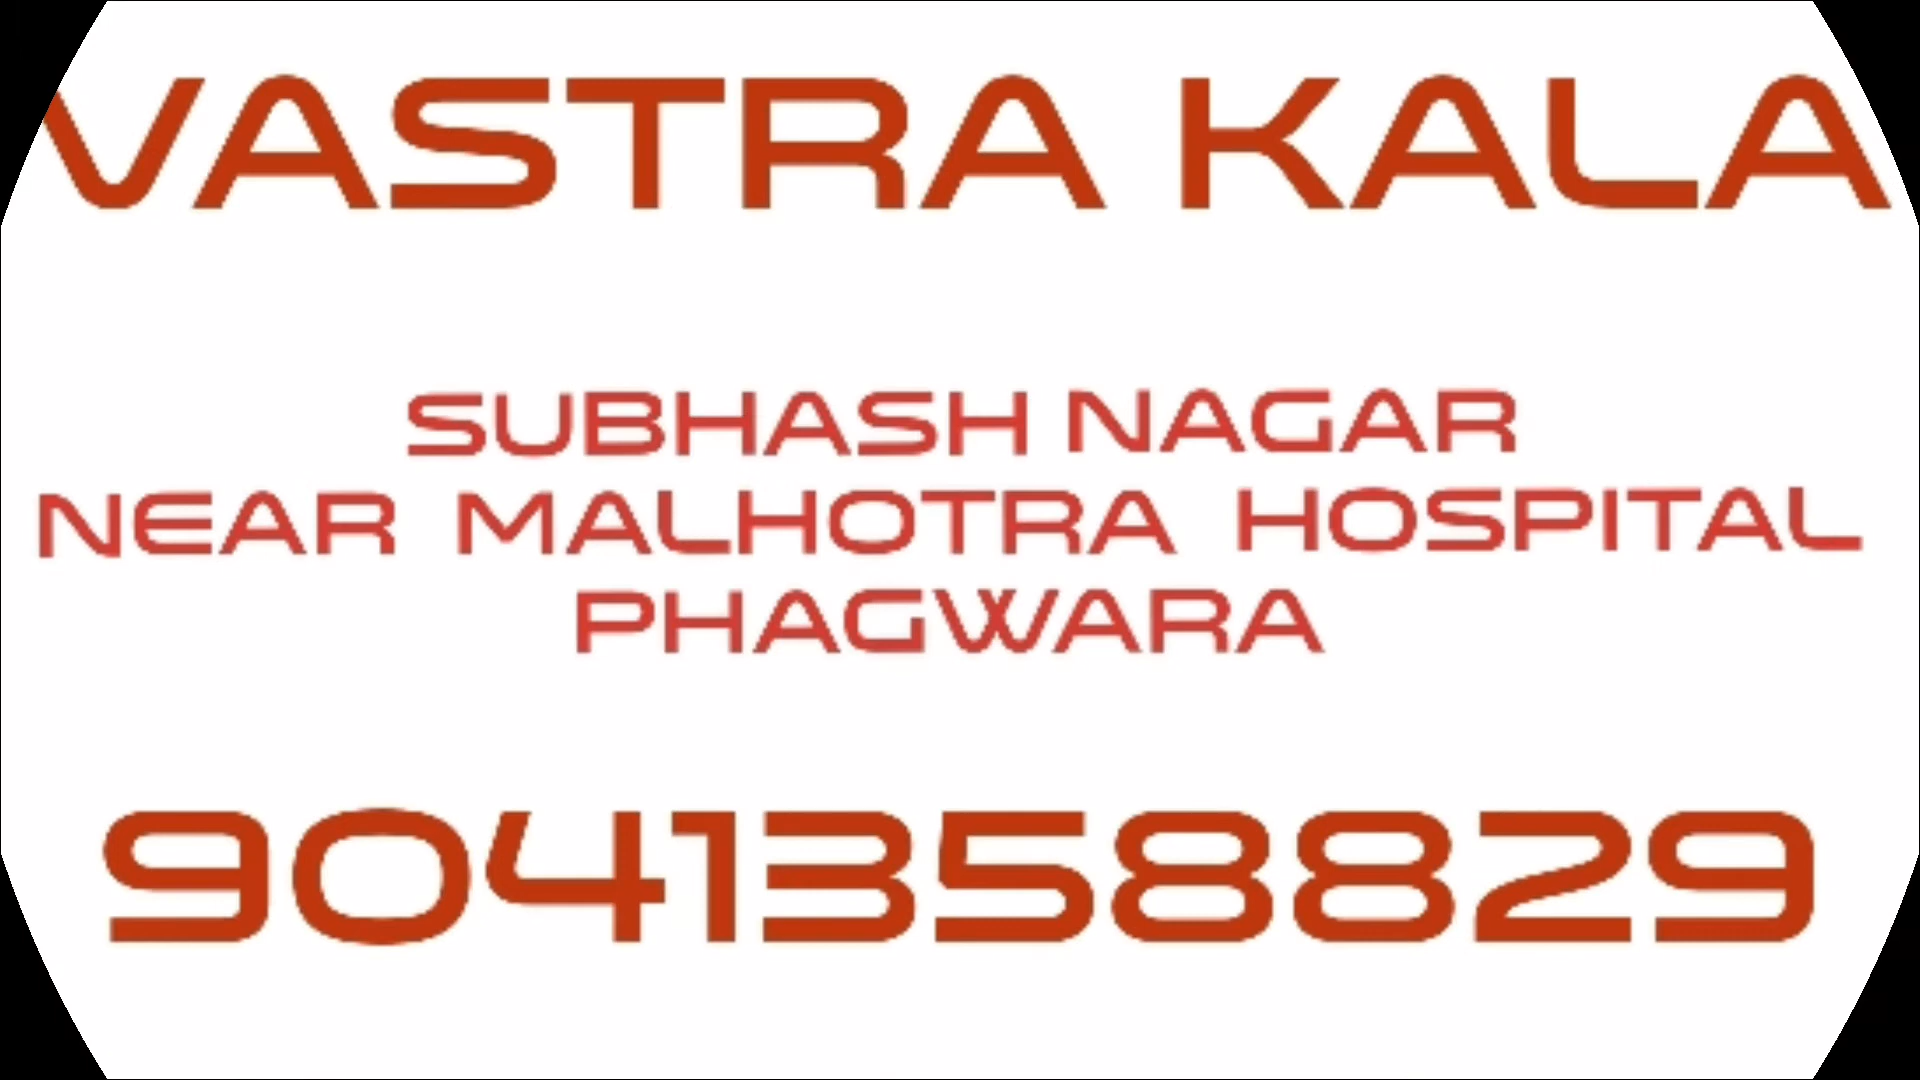 VASTRA KALA
SUBHASH NAGAR
NEAR MALHOTRA HOSPITAL
PHAGWARA
9041358829